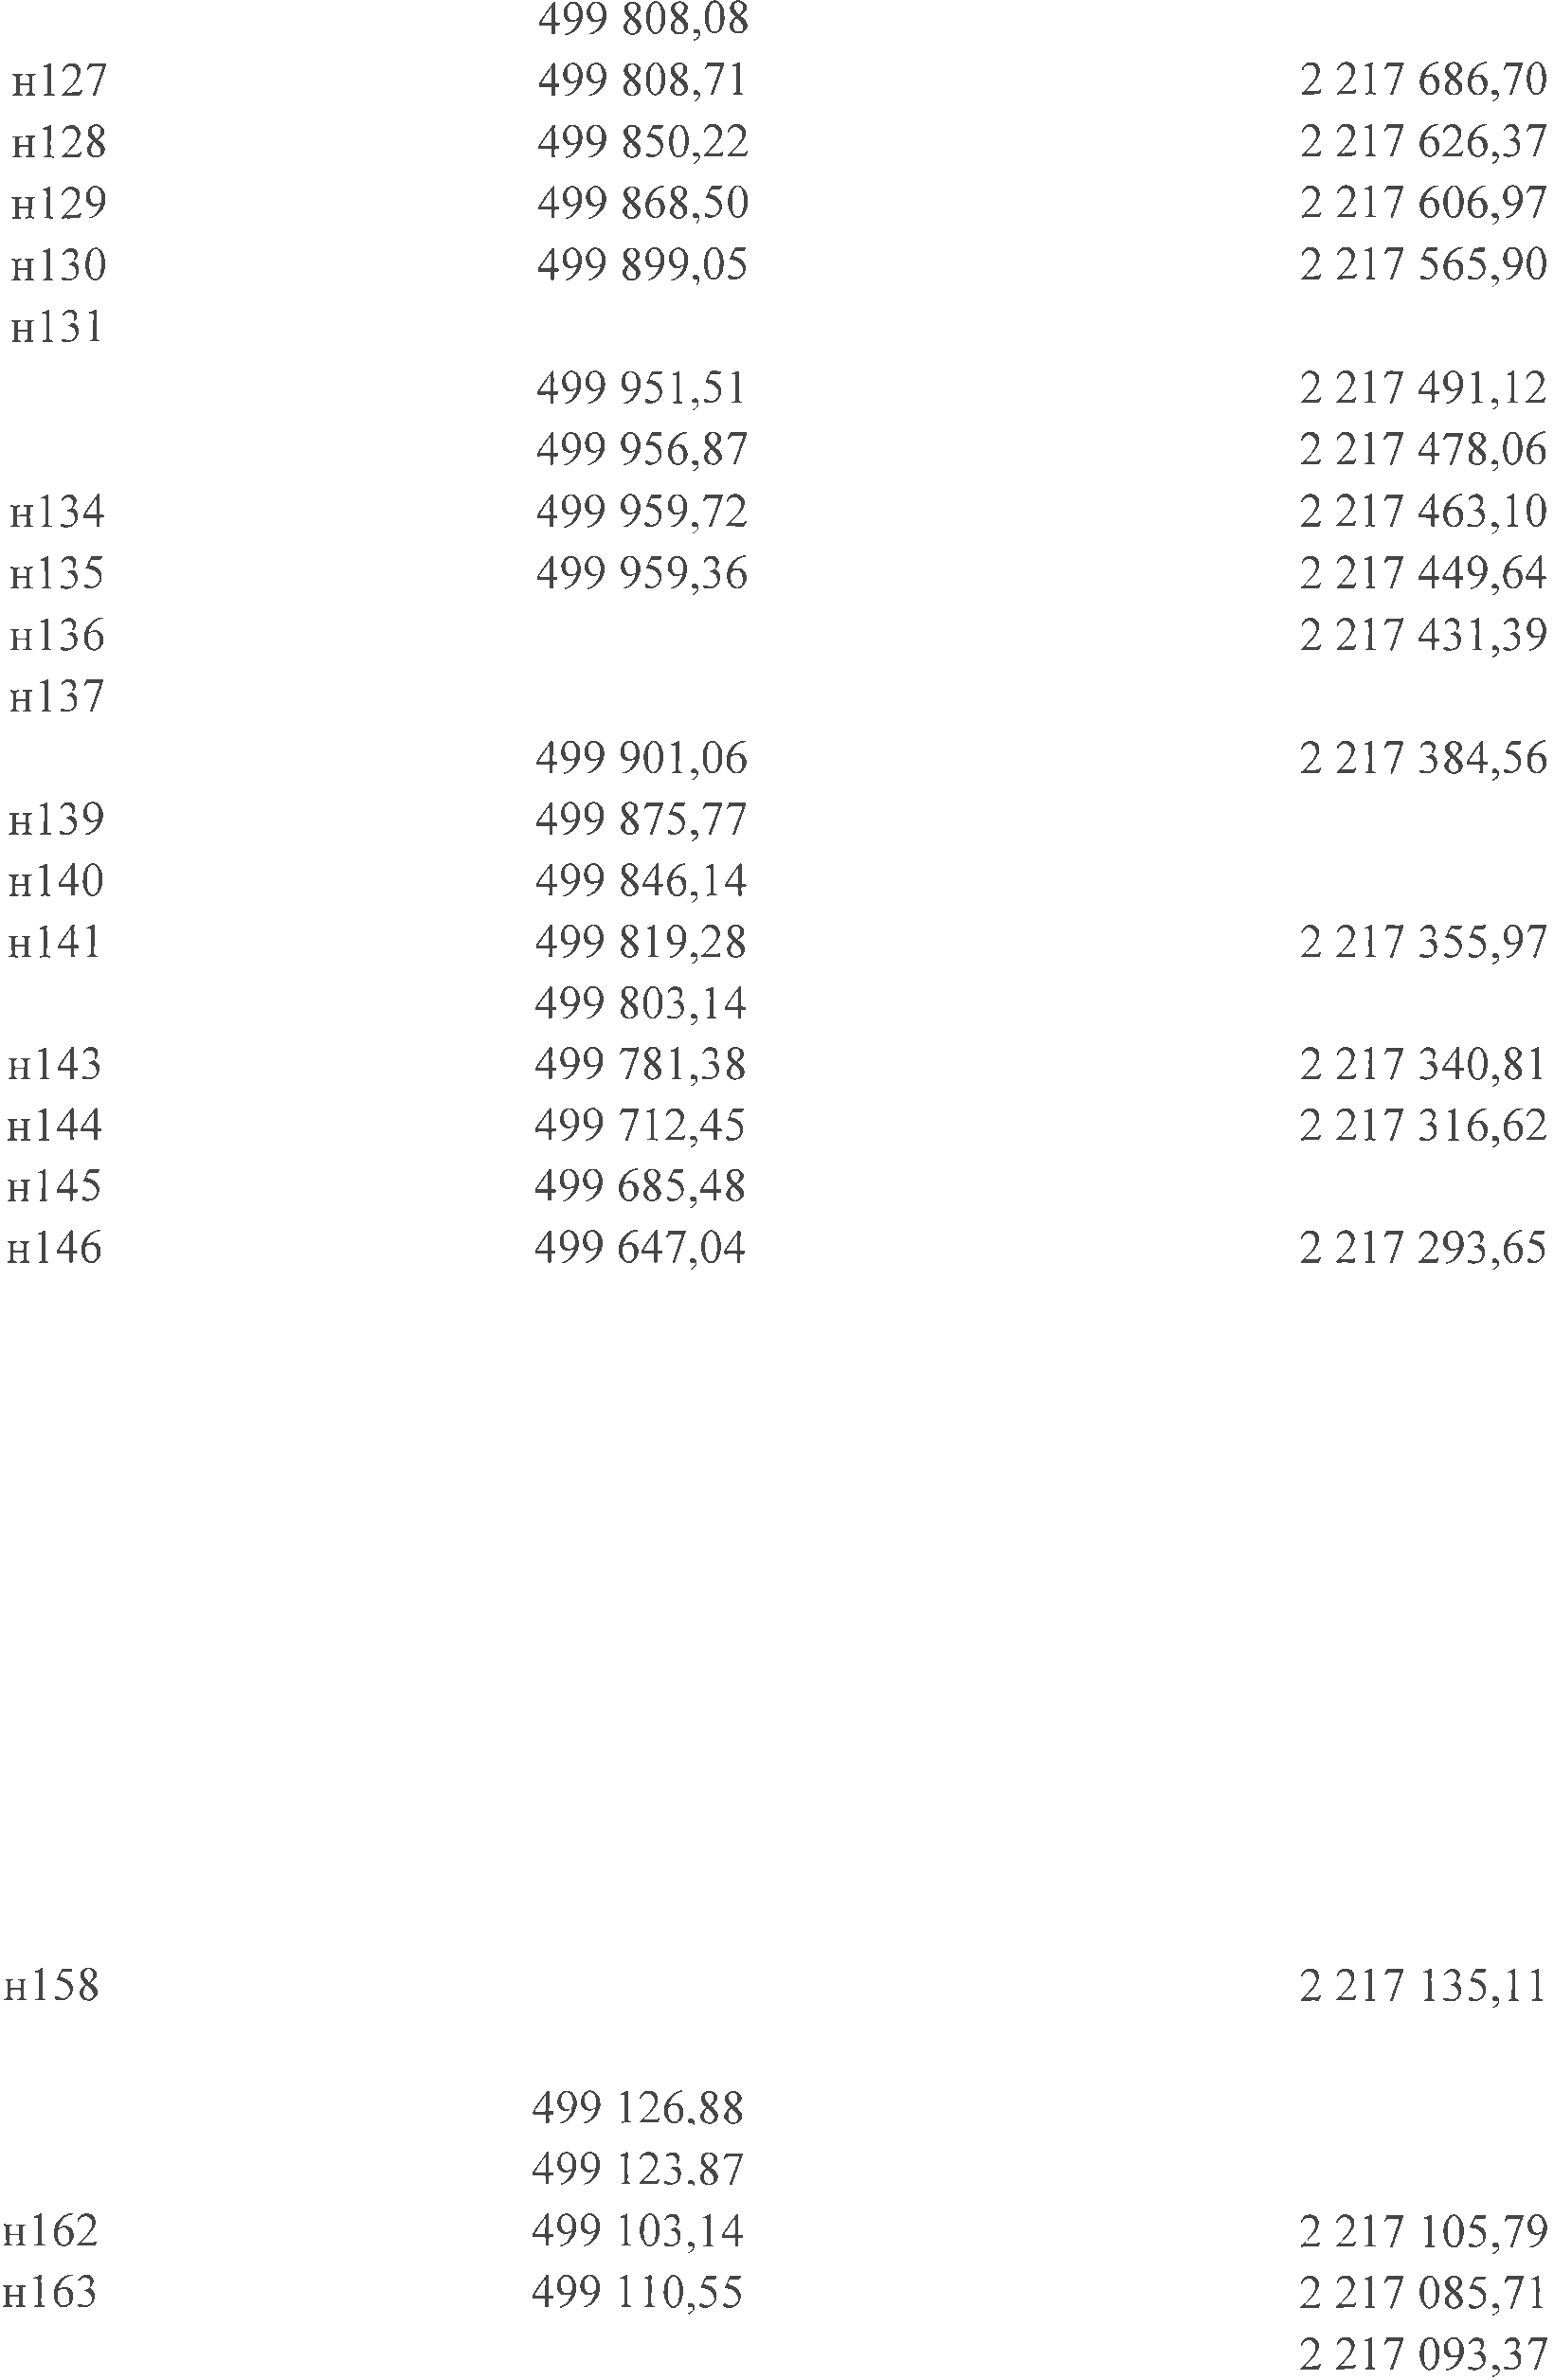 499 808,08
н127 499 808,71 2 217 686,70
н128 499 850,22 2 217 626,37
н129 499 868,50 2 217 606,97
н130 499 899,05 2 217 565,90
н131
499 951,51 2 217 491,12
499 956,87 2 217 478,06
н134 499 959,72 2 217 463,10
н135 499 959,36 2 217 449,64
н136 2 217 431,39
н137
499 901,06 2 217 384,56
н139 499 875,77
н140 499 846,14
н141 499 819,28 2 217 355,97
499 803,14
н143 499 781,38 2 217 340,81
н144 499 712,45 2 217 316,62
н145 499 685,48
н146 499 647,04 2 217 293,65
н158 2 217 135,11
499 126,88
499 123,87
н162 499 103,14 2 217 105,79
н163 499 110,55 2 217 085,71
2 217 093,37